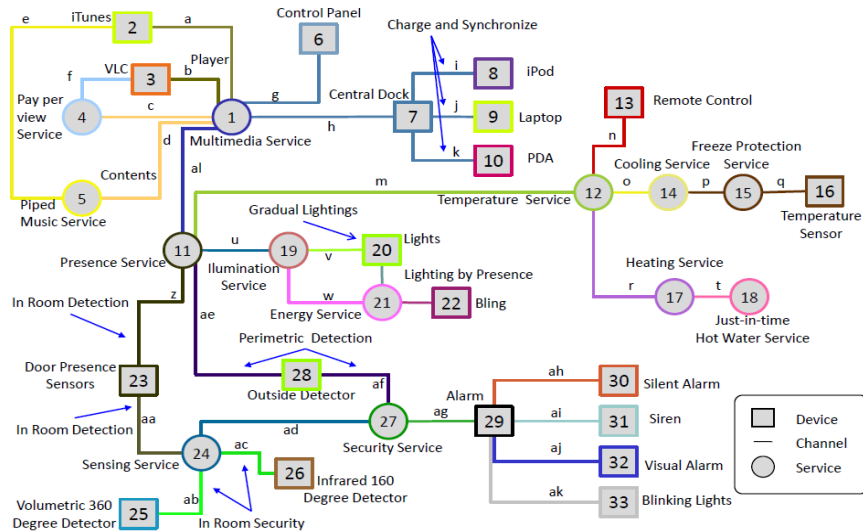 e
iTunes
2
a
Control Panel
6
Charge and Synchronize
Player
f
VLC
3
b
g
i
8
iPod
Pay per
view
Service
4
c
1
Central Dock
7
j
9
Laptop
13
Remote Control
d
h
Multimedia Service
k
10
PDA
n
Freeze Protection
Service
Contents
al
Cooling Service
5
m
12
o
14
p
15
q
16
Piped
Music Service
Temperature Service
Temperature
Sensor
Gradual Lightings
11
u
19
v
20
Lights
Presence Service
Ilumination
Service
Lighting by Presence
Heating Service
In Room Detection
z
w
21
22
Bling
r
17
t
18
ae
Energy Service
Just-in-time
Hot Water Service
Perimetric Detection
Door Presence
Sensors
23
28
af
Alarm
ah
30
Silent Alarm
Outside Detector
In Room Detection
aa
27
ag
29
ai
31
Siren
Device
ad
Security Service
Channel
24
ac
aj
32
Visual Alarm
Service
Sensing Service
26
Infrared 160
Degree Detector
ak
33
Blinking Lights
Volumetric 360
Degree Detector
25
ab
In Room Security